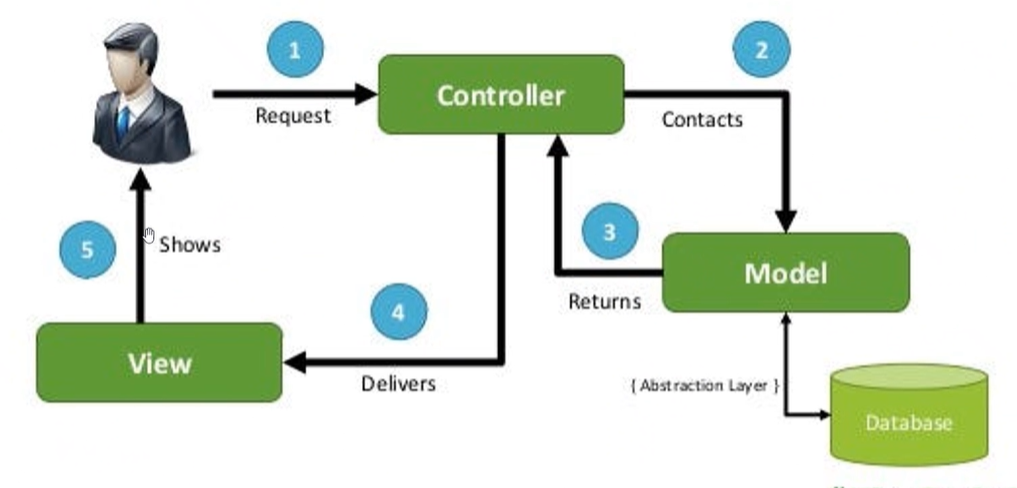 1
Request
Controller
2
Contacts
3
Returns
Model
4
Delivers
5
Shows
View
{ Abstraction Layer }
Database